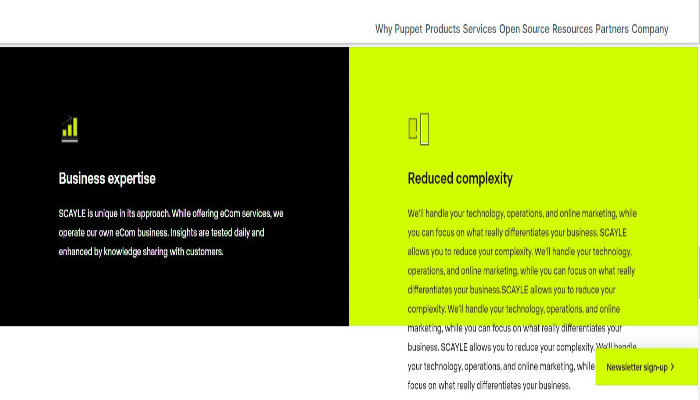 Why Puppet Products Services Open Source Resources Partners Company
Business expertise
SCAYLE is unique in its approach. While offering eCom services, we
operate our own eCom business. Insights are tested daily and
enhanced by knowledge sharing with customers.
Reduced complexity
We'll handle your technology, operations, and online marketing, while
you can focus on what really differentiates your business. SCAYLE
allows you to reduce your complexity. We'll handle your technology,
operations, and online marketing, while you can focus on what really
differentiates your business.SCAYLE allows you to reduce your
complexity. We'll handle your technology, operations, and online
marketing, while you can focus on what really differentiates your
business. SCAYLE allows you to reduce your complexity. We'll handle
your technology, operations, and online marketing, while
focus on what really differentiates your business.
Newsletter sign-up